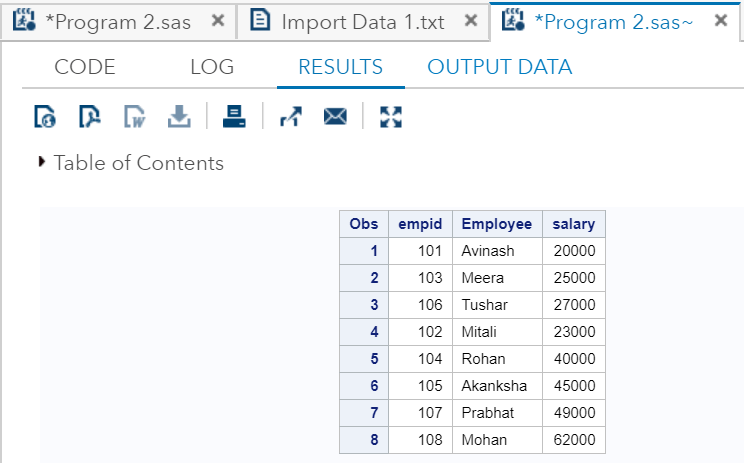 *Program 2.sas × Import Data 1.txt × *Program 2.sas~ ×
CODE LOG RESULTS OUTPUT DATA
Table of Contents
Obs empid Employee salary
1 101 Avinash 20000
2 103 Meera 25000
3 106 Tushar 27000
4 102 Mitali 23000
5 104 Rohan 40000
6 105 Akanksha 45000
7 107 Prabhat 49000
8 108 Mohan 62000